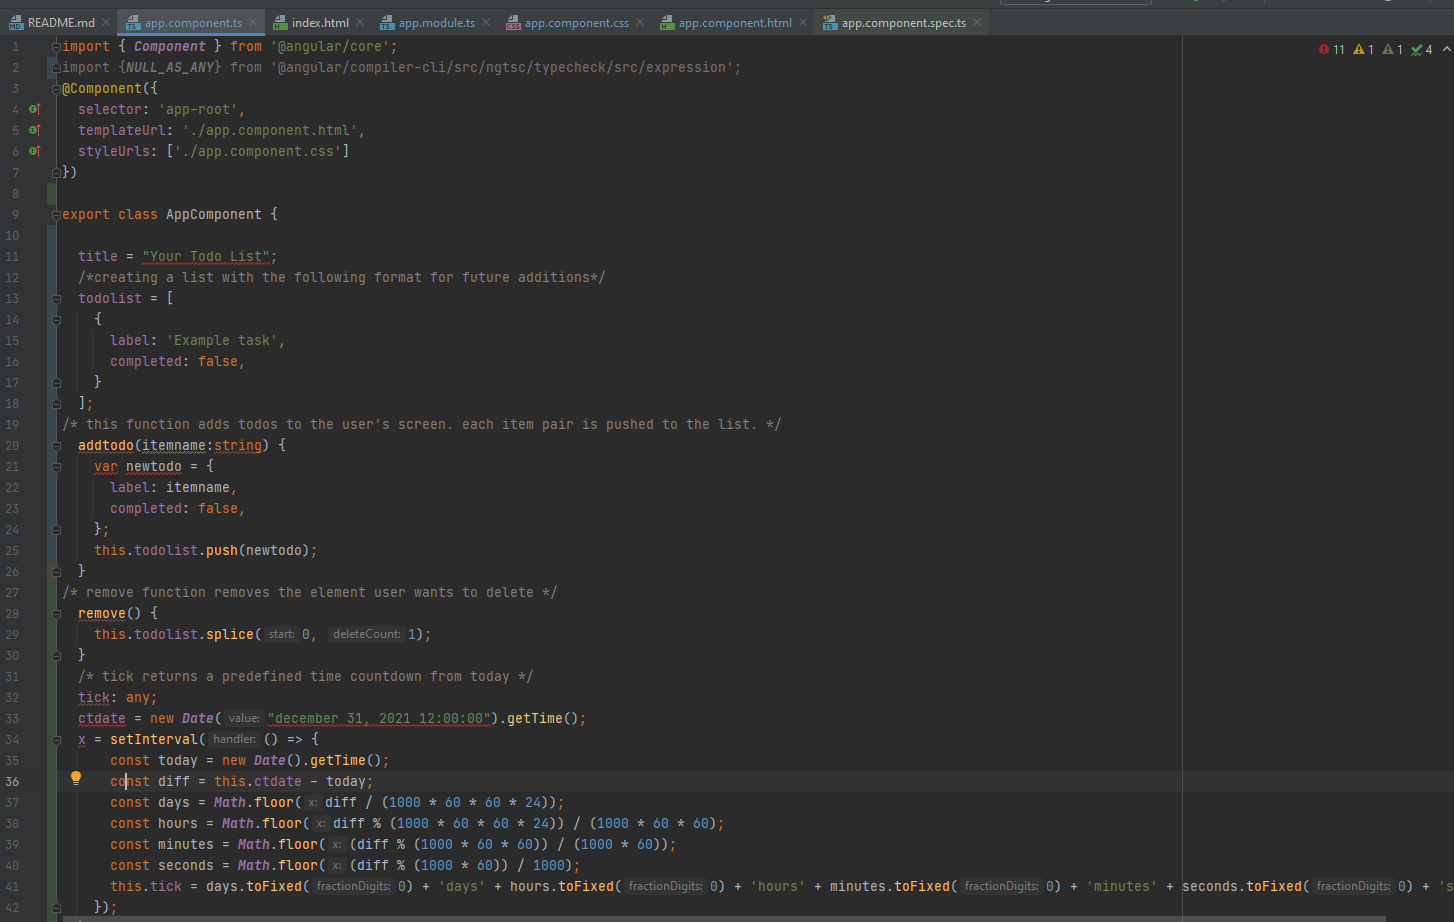 README.md app.component.ts index.html app.module.ts app.component.css app.component.html app.component.spec.ts
11 1 1 4
1 import { Component } from '@angular/core';
2 import {NULL_AS_ANY} from '@angular/compiler-cli/src/ngtsc/typecheck/src/expression';
3 @Component({
4 selector: 'app-root',
5 templateUrl: './app.component.html',
6 styleUrls: ['./app.component.css']
7 })
8
9 export class AppComponent {
10
11 title = "Your Todo List";
12 /*creating a list with the following format for future additions*/
13 todolist = [
14 {
15 label: 'Example task',
16 completed: false,
17 }
18 ];
19 /* this function adds todos to the user's screen. each item pair is pushed to the list. */
20 addtodo(itemname:string) {
21 var newtodo = {
22 label: itemname,
23 completed: false,
24 };
25 this.todolist.push(newtodo);
26 }
27 /* remove function removes the element user wants to delete */
28 remove() {
29 this.todolist.splice( start: 0, deleteCount: 1);
30 }
31 /* tick returns a predefined time countdown from today */
32 tick: any;
33 ctdate = new Date( value: "december 31, 2021 12:00:00").getTime();
34 x = setInterval( handler: () => {
35 const today = new Date().getTime();
36 const diff = this.ctdate - today;
37 const days = Math.floor( x: diff / (1000 * 60 * 60 * 24));
38 const hours = Math.floor( x: diff % (1000 * 60 * 60 * 24)) / (1000 * 60 * 60);
39 const minutes = Math.floor( x: (diff % (1000 * 60 * 60)) / (1000 * 60));
40 const seconds = Math.floor( x: (diff % (1000 * 60)) / 1000);
41 this.tick = days.toFixed( fractionDigits: 0) + 'days' + hours.toFixed( fractionDigits: 0) + 'hours' + minutes.toFixed( fractionDigits: 0) + 'minutes' + seconds.toFixed( fractionDigits: 0) + 's
42 });